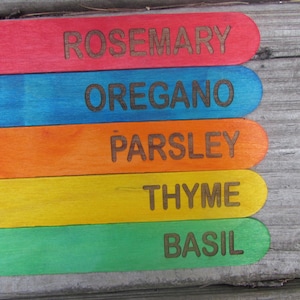 ROSEMARY
OREGANO
PARSLEY
THYME
BASIL